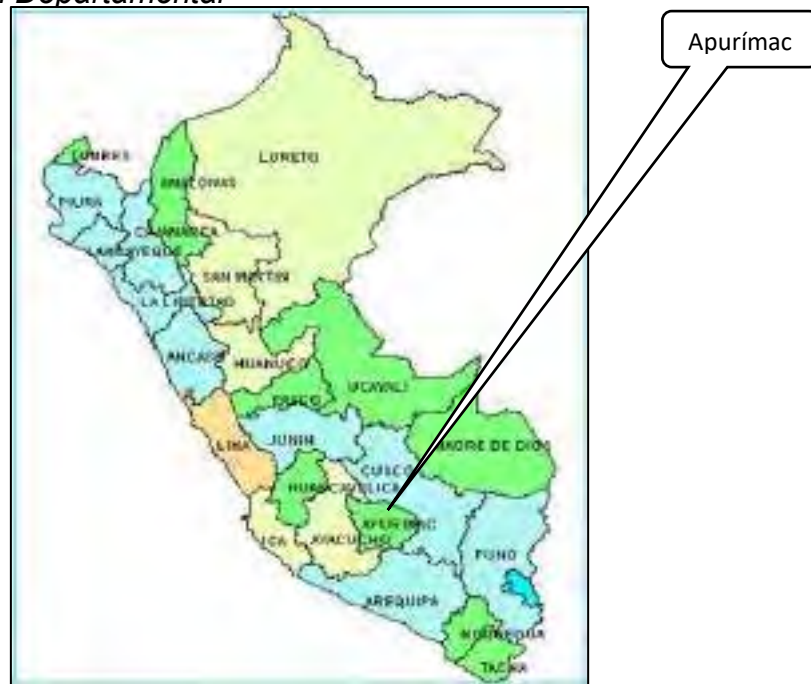 Departamental
Apurímac
TUMBES
LORETO
AMAZONAS
PIURA
CAJAMARCA
LAMBAYEQUE
SAN MARTIN
LA LIBERTAD
ANCASH
HUANUCO
UCAYALI
PASCO
LIMA
JUNIN
MADRE DE DIOS
CUSCO
HUANCAVELICA
APURIMAC
ICA
AYACUCHO
PUNO
AREQUIPA
MOQUEGUA
TACNA